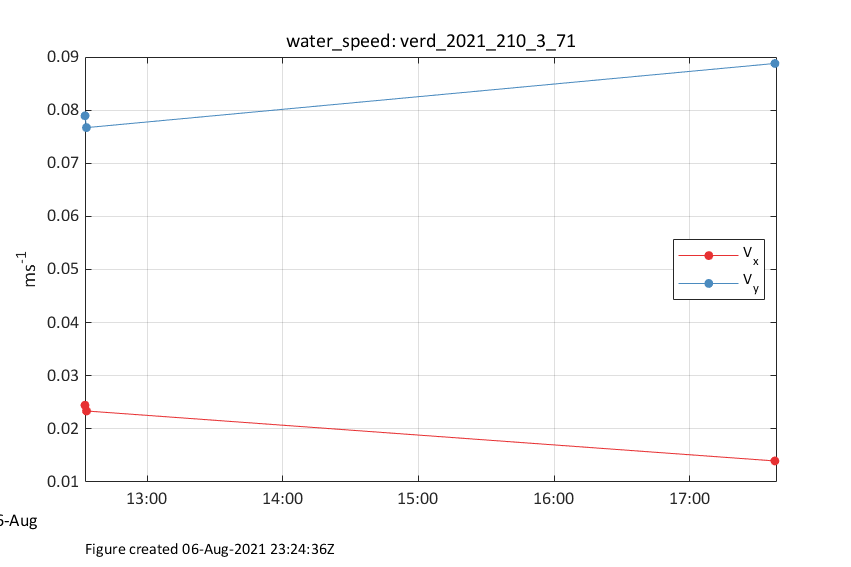 water_speed: verd_2021_210_3_71
0.09
0.08
0.07
0.06
0.05
0.04
0.03
0.02
0.01
ms-1
Vx
Vy
13:00
14:00
15:00
16:00
17:00
6-Aug
Figure created 06-Aug-2021 23:24:36Z